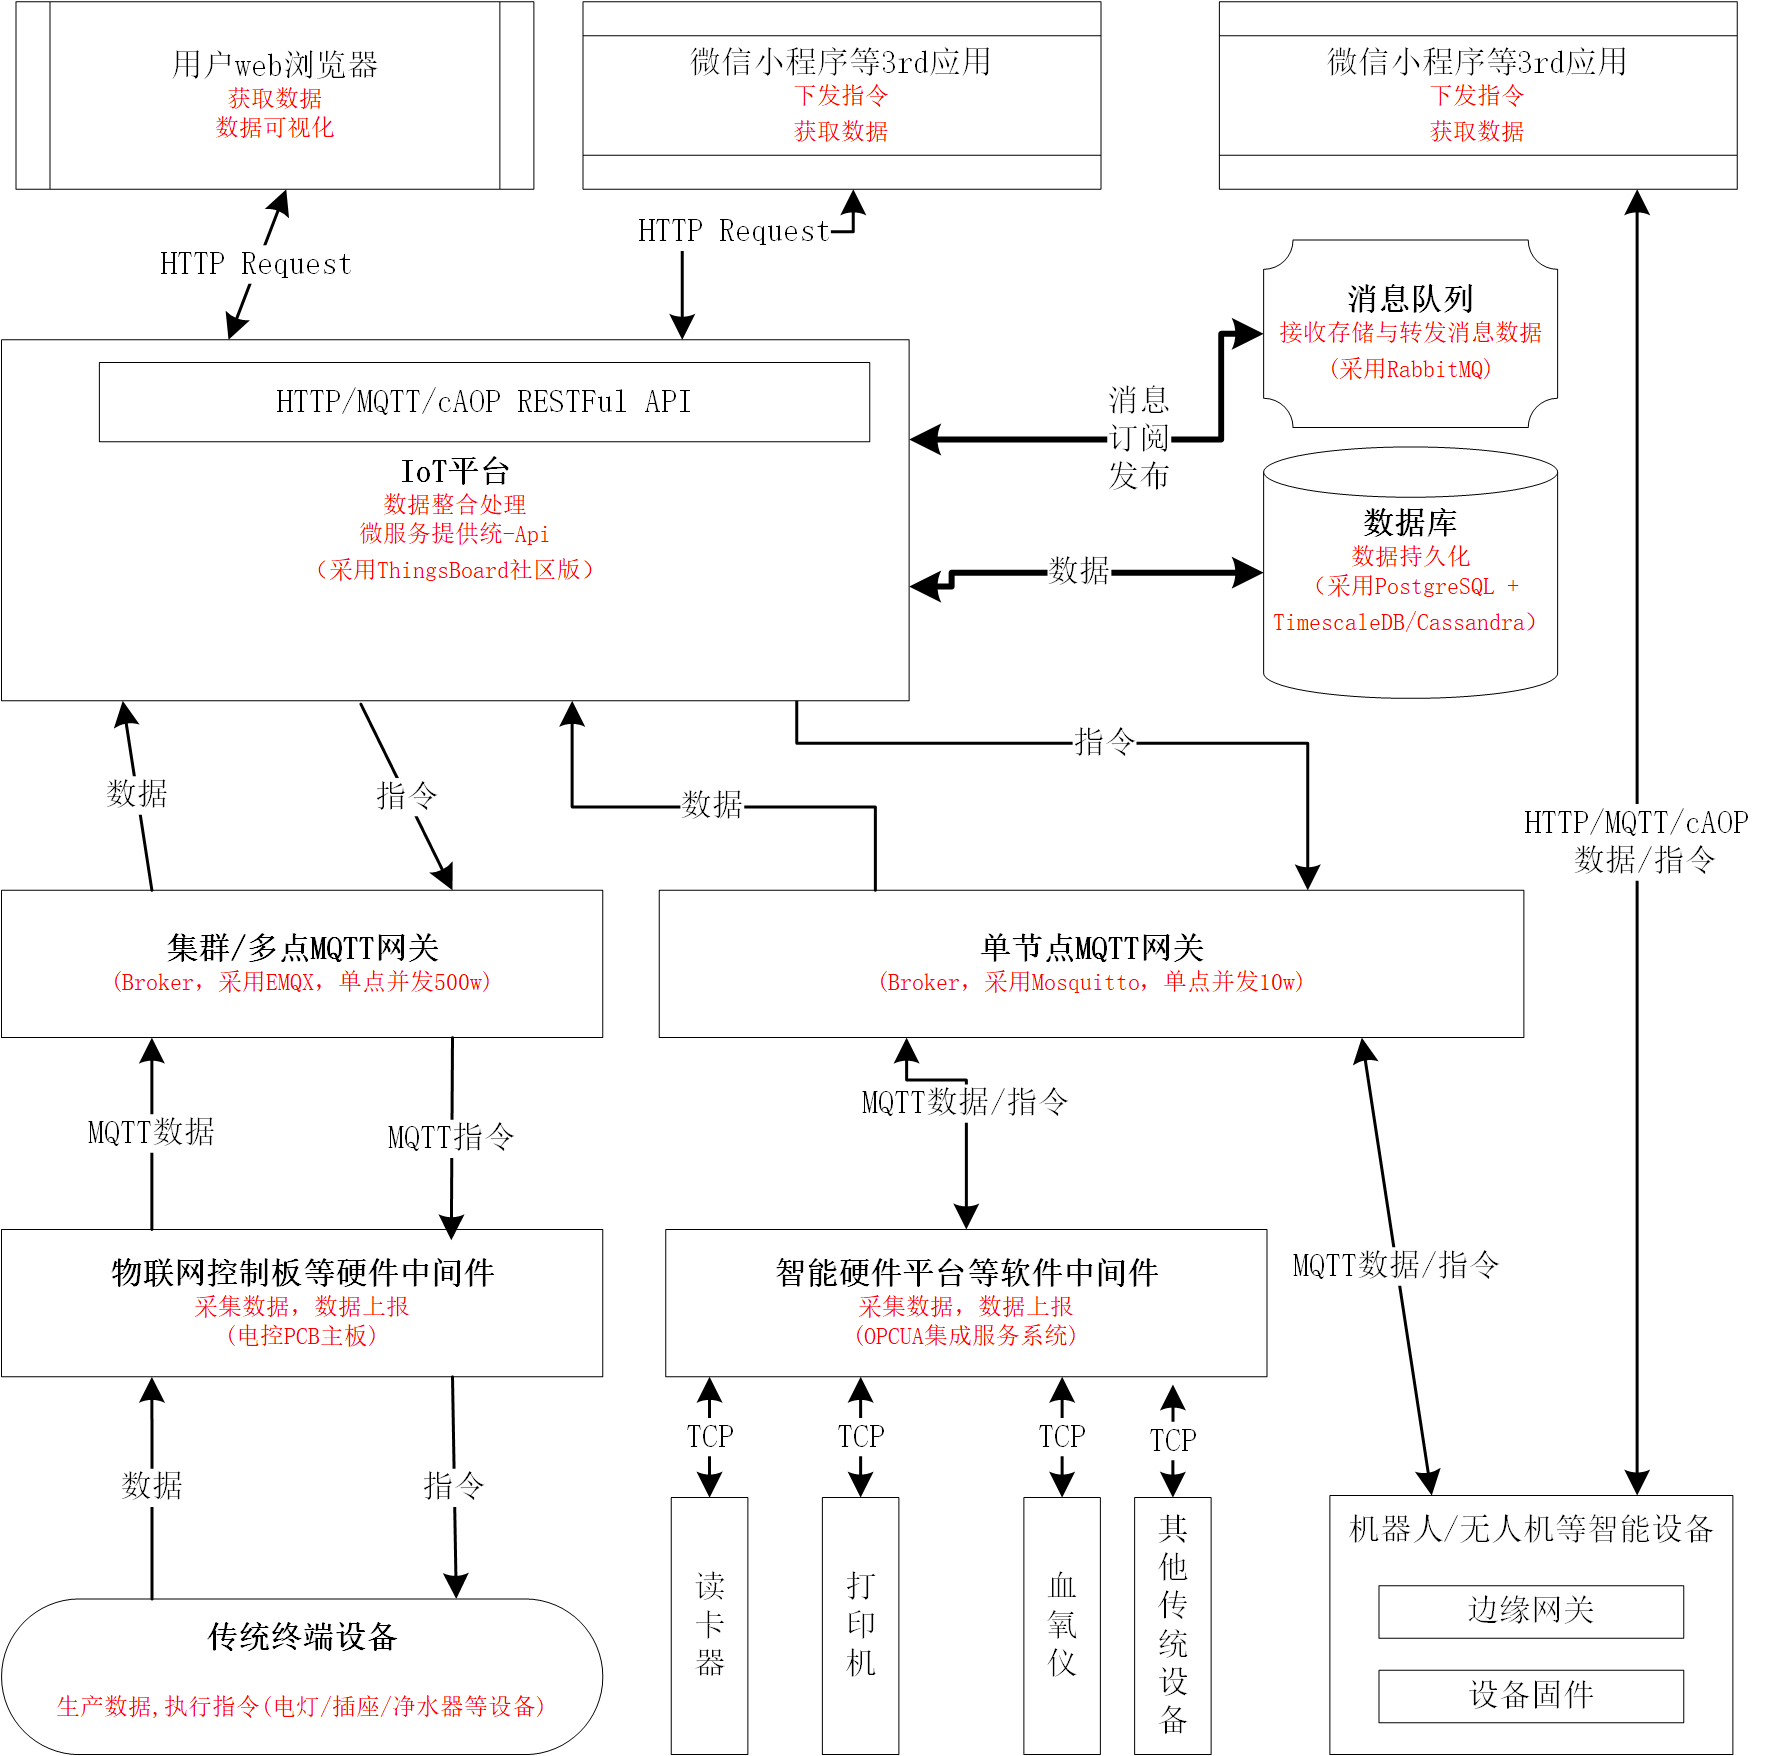 用户web浏览器
获取数据
数据可视化
微信小程序等3rd应用
下发指令
获取数据
微信小程序等3rd应用
下发指令
获取数据
HTTP Request
HTTP Request
消息队列
接收存储与转发消息数据
(采用RabbitMQ)
HTTP/MQTT/cAOP RESTFul API
IoT平台
数据整合处理
微服务提供统-Api
（采用ThingsBoard社区版）
消息
订阅
发布
数据库
数据持久化
（采用PostgreSQL +
TimescaleDB/Cassandra）
数据
数据
指令
数据
指令
HTTP/MQTT/cAOP
数据/指令
集群/多点MQTT网关
(Broker，采用EMQX，单点并发500w)
单节点MQTT网关
(Broker，采用Mosquitto，单点并发10w)
MQTT数据
MQTT指令
MQTT数据/指令
MQTT数据/指令
物联网控制板等硬件中间件
采集数据，数据上报
(电控PCB主板)
智能硬件平台等软件中间件
采集数据，数据上报
(OPCUA集成服务系统)
数据
指令
TCP
TCP
TCP
TCP
传统终端设备
生产数据,执行指令(电灯/插座/净水器等设备)
读卡器
打印机
血氧仪
其他传统设备
机器人/无人机等智能设备
边缘网关
设备固件